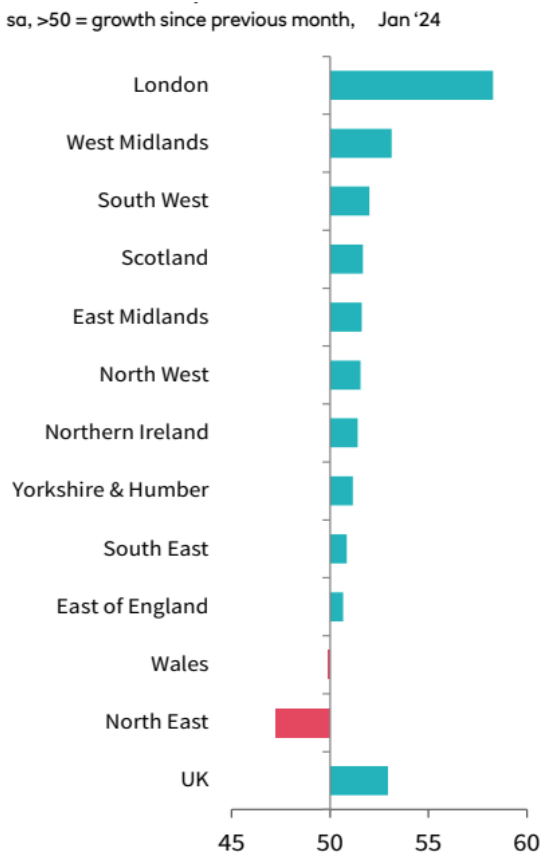 sa, >50 = growth since previous month, Jan ‘24
London
West Midlands
South West
Scotland
East Midlands
North West
Northern Ireland
Yorkshire & Humber
South East
East of England
Wales
North East
UK
45 50 55 60